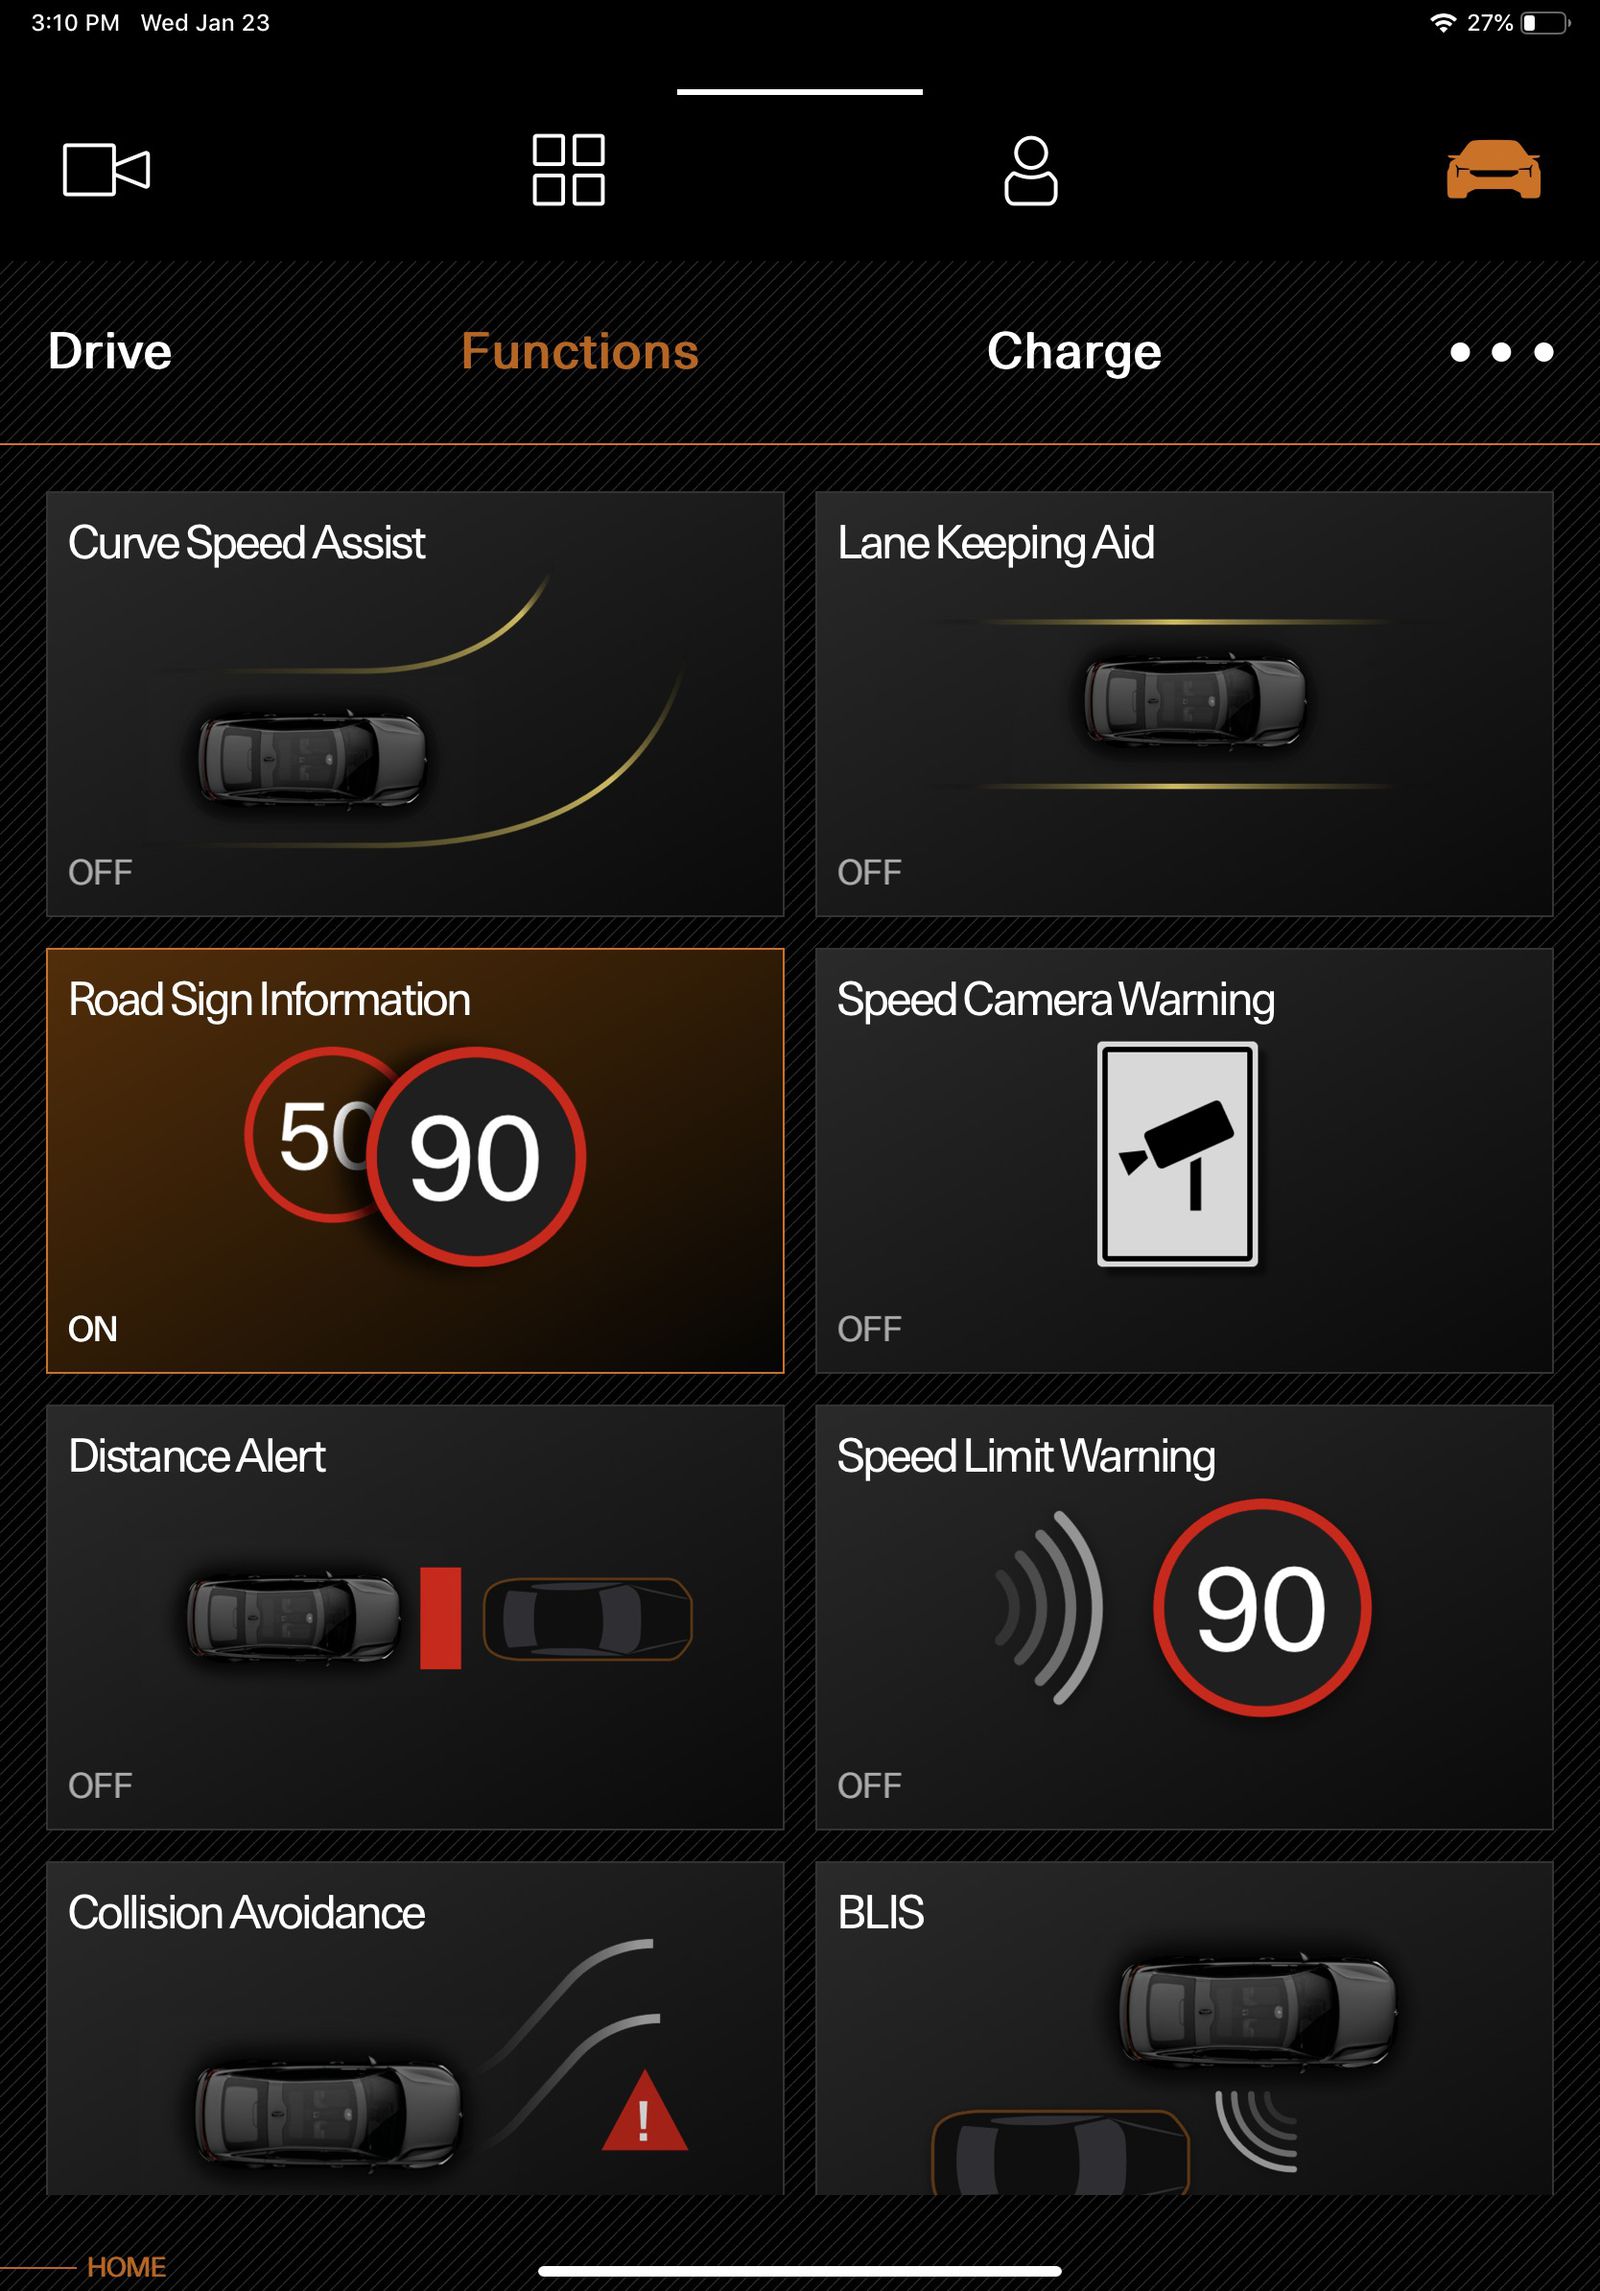 3:10 PM Wed Jan 23 27%
Drive Functions Charge
Curve Speed Assist
OFF
Lane Keeping Aid
OFF
Road Sign Information
50 90
ON
Speed Camera Warning
OFF
Distance Alert
OFF
Speed Limit Warning
90
OFF
Collision Avoidance
!
BLIS
HOME